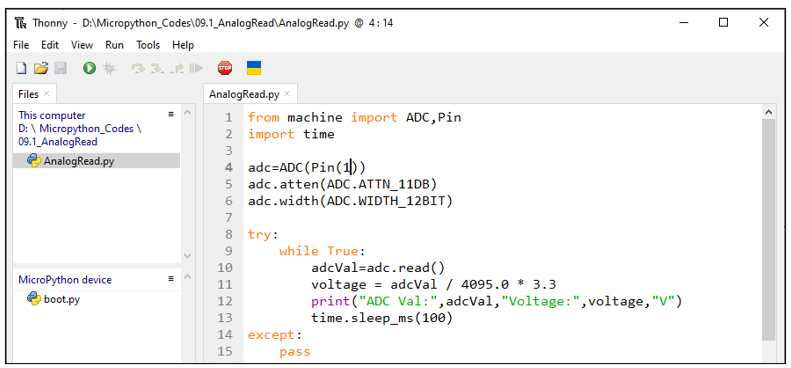 Thonny - D:\Micropython_Codes\09.1_AnalogRead\AnalogRead.py @ 4 : 14
File Edit View Run Tools Help
STOP
Files ×
This computer
D: \ Micropython_Codes \
09.1_AnalogRead
AnalogRead.py
MicroPython device
boot.py
AnalogRead.py ×
1 from machine import ADC,Pin
2 import time
3
4 adc=ADC(Pin(1))
5 adc.atten(ADC.ATTN_11DB)
6 adc.width(ADC.WIDTH_12BIT)
7
8 try:
9     while True:
10         adcVal=adc.read()
11         voltage = adcVal / 4095.0 * 3.3
12         print("ADC Val:",adcVal,"Voltage:",voltage,"V")
13         time.sleep_ms(100)
14 except:
15     pass